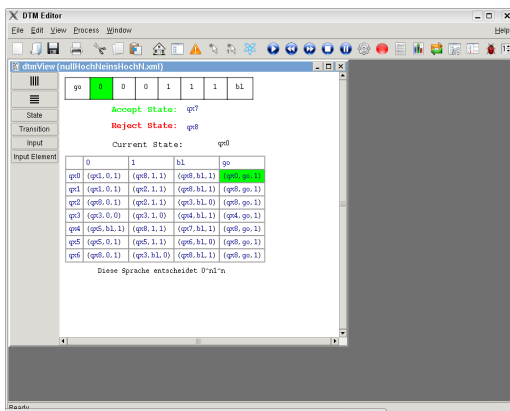 DTM Editor
File Edit View Process Window Help
dtmView (nullHochNeinsHochN.xml)
State
Transition
Input
Input Element
go 0 0 0 1 1 1 bl
Accept State: qx7
Reject State: qx8
Current State: qx0
0 1 bl go
qx0 (qx1,0,1) (qx8,1,1) (qx8,bl,1) (qx0,go,1)
qx1 (qx1,0,1) (qx2,1,1) (qx8,bl,1) (qx8,go,1)
qx2 (qx8,0,1) (qx2,1,1) (qx3,bl,0) (qx8,go,1)
qx3 (qx3,0,0) (qx3,1,0) (qx4,bl,1) (qx4,go,1)
qx4 (qx5,bl,1) (qx8,1,1) (qx7,bl,1) (qx8,go,1)
qx5 (qx5,0,1) (qx5,1,1) (qx6,bl,0) (qx8,go,1)
qx6 (qx8,0,1) (qx3,bl,0) (qx8,bl,1) (qx8,go,1)
Diese Sprache entscheidet 0^n1^n
Ready